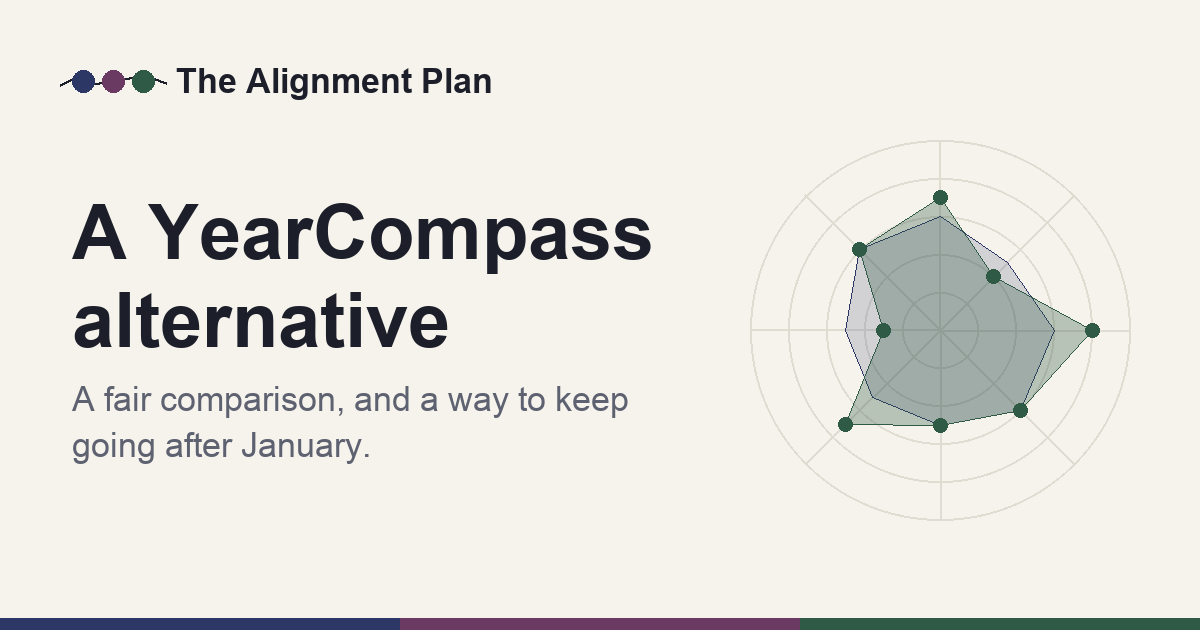 The Alignment Plan
A YearCompass
alternative
A fair comparison, and a way to keep
going after January.